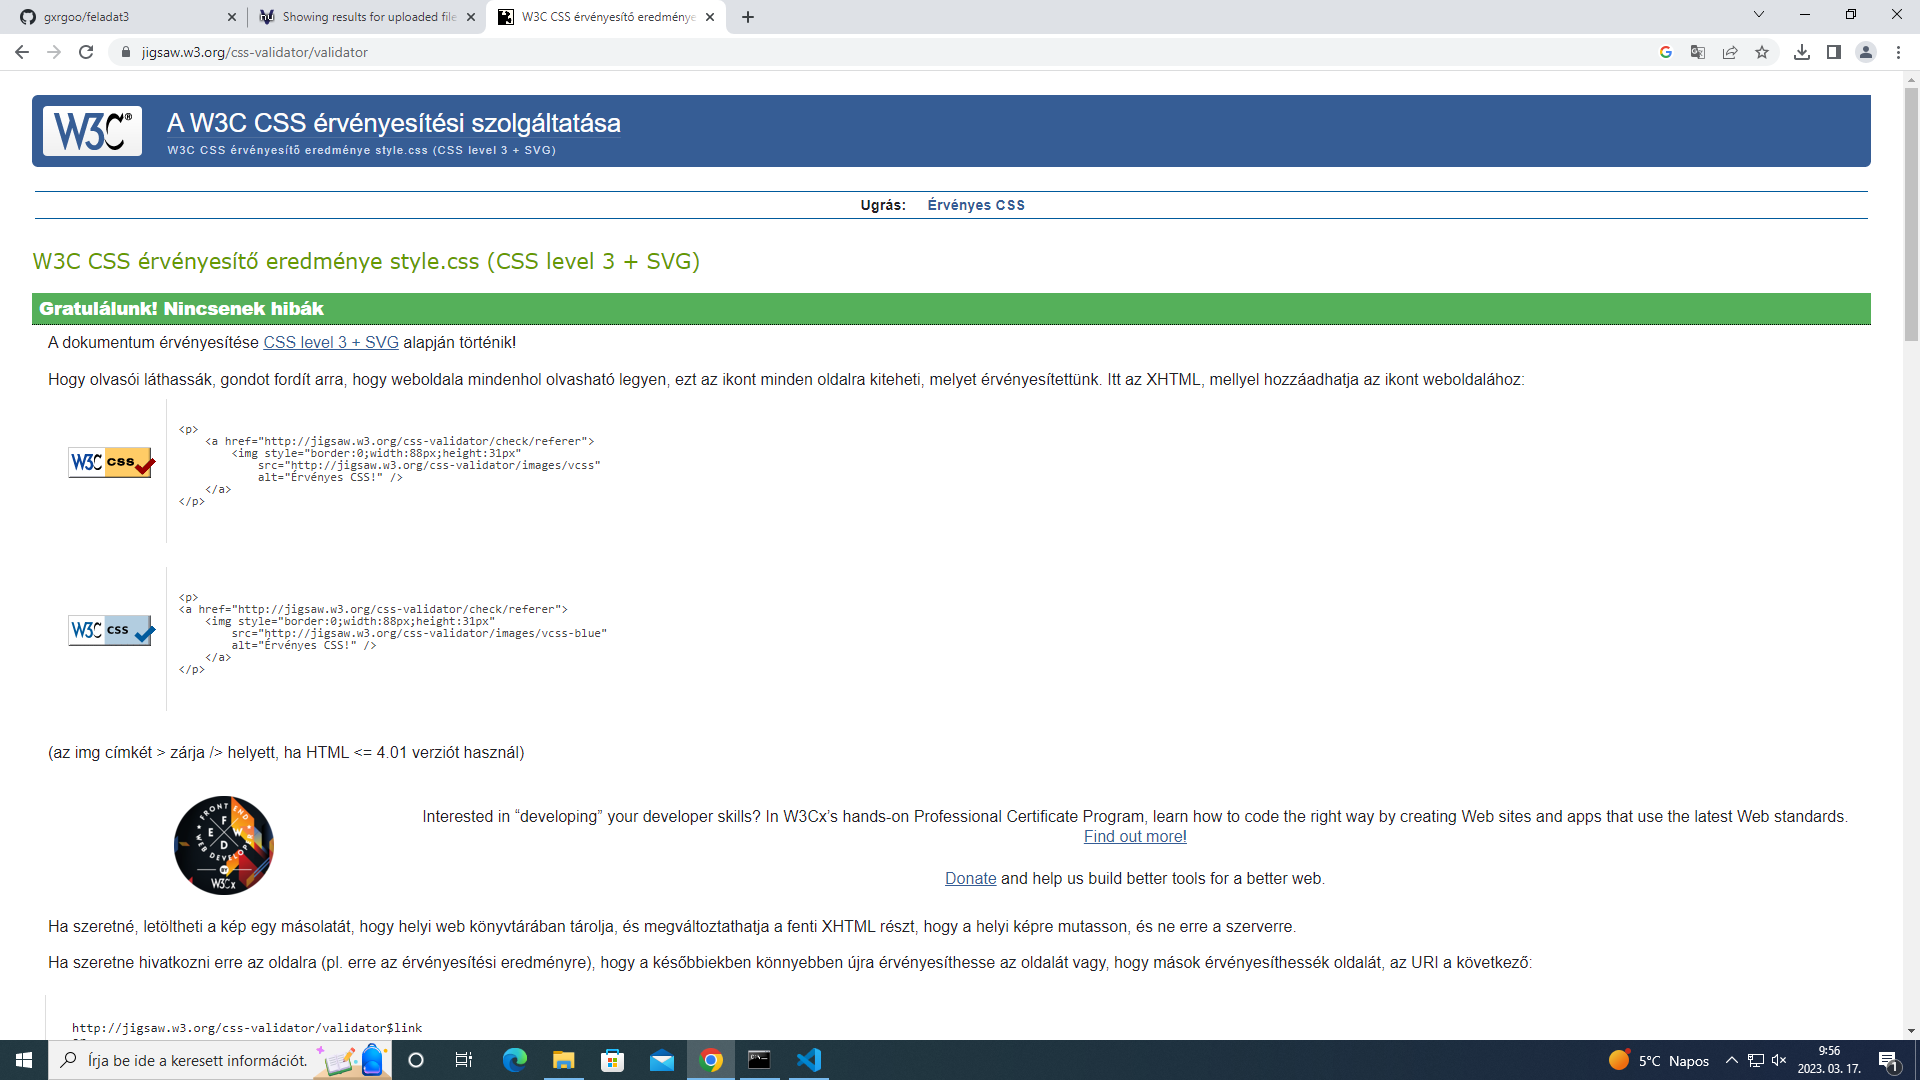 gxrgoo/feladat3
Showing results for uploaded file
W3C CSS érvényesítő eredménye
jigsaw.w3.org/css-validator/validator
W3C®
A W3C CSS érvényesítési szolgáltatása
W3C CSS érvényesítő eredménye style.css (CSS level 3 + SVG)
Ugrás: Érvényes CSS
W3C CSS érvényesítő eredménye style.css (CSS level 3 + SVG)
Gratulálunk! Nincsenek hibák
A dokumentum érvényesítése CSS level 3 + SVG alapján történik!
Hogy olvasói láthassák, gondot fordít arra, hogy weboldala mindenhol olvasható legyen, ezt az ikont minden oldalra kiteheti, melyet érvényesítettünk. Itt az XHTML, mellyel hozzáadhatja az ikont weboldalához:
W3C CSS
<p>
<a href="http://jigsaw.w3.org/css-validator/check/referer">
<img style="border:0;width:88px;height:31px"
src="http://jigsaw.w3.org/css-validator/images/vcss"
alt="Érvényes CSS!" />
</a>
</p>
W3C css
<p>
<a href="http://jigsaw.w3.org/css-validator/check/referer">
<img style="border:0;width:88px;height:31px"
src="http://jigsaw.w3.org/css-validator/images/vcss-blue"
alt="Érvényes CSS!" />
</a>
</p>
(az img címkét > zárja /> helyett, ha HTML <= 4.01 verziót használ)
FRONT END
F
E W
D
WEB DEVELOPER
W3Cx
Interested in “developing” your developer skills? In W3Cx’s hands-on Professional Certificate Program, learn how to code the right way by creating Web sites and apps that use the latest Web standards.
Find out more!
Donate and help us build better tools for a better web.
Ha szeretné, letöltheti a kép egy másolatát, hogy helyi web könyvtárában tárolja, és megváltoztathatja a fenti XHTML részt, hogy a helyi képre mutasson, és ne erre a szerverre.
Ha szeretne hivatkozni erre az oldalra (pl. erre az érvényesítési eredményre), hogy a későbbiekben könnyebben újra érvényesíthesse az oldalát vagy, hogy mások érvényesíthessék oldalát, az URI a következő:
http://jigsaw.w3.org/css-validator/validator$link
Írja be ide a keresett információt.
5°C Napos
9:56
2023. 03. 17.
1